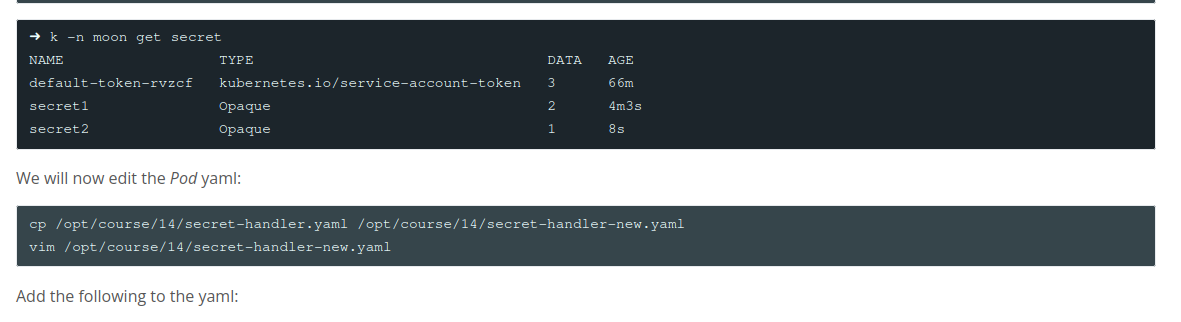 ➜ k -n moon get secret
NAME TYPE DATA AGE
default-token-rvzcf kubernetes.io/service-account-token 3 66m
secret1 Opaque 2 4m3s
secret2 Opaque 1 8s
We will now edit the Pod yaml:
cp /opt/course/14/secret-handler.yaml /opt/course/14/secret-handler-new.yaml
vim /opt/course/14/secret-handler-new.yaml
Add the following to the yaml: